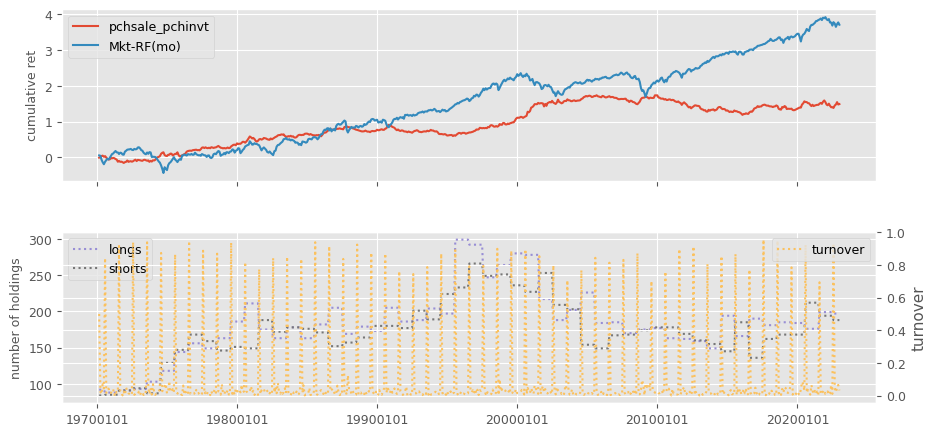 4
3
2
1
0
cumulative ret
pchsale_pchinvt
Mkt-RF(mo)
300
250
200
150
100
number of holdings
longs
shorts
turnover
1.0
0.8
0.6
0.4
0.2
0.0
turnover
19700101
19800101
19900101
20000101
20100101
20200101